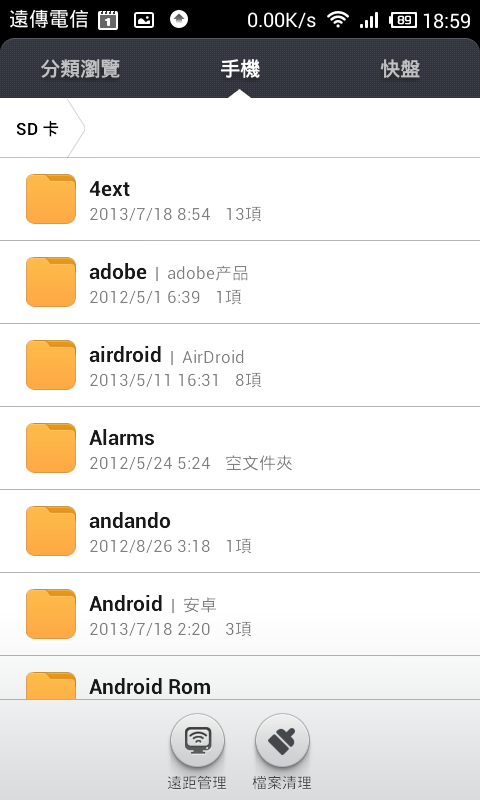 遠傳電信 1 0.00K/s 89 18:59
分類瀏覽 手機 快盤
SD 卡
4ext
2013/7/18 8:54 13項
adobe | adobe产品
2012/5/1 6:39 1項
airdroid | AirDroid
2013/5/11 16:31 8項
Alarms
2012/5/24 5:24 空文件夾
andando
2012/8/26 3:18 1項
Android | 安卓
2013/7/18 2:20 3項
Android Rom
遠距管理 檔案清理